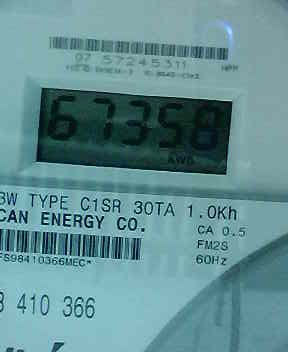 07 57245311
67358
3W TYPE C1SR 30TA 1.0Kh
CAN ENERGY CO.
CA 0.5
FM2S
FS98410366MEC*
60Hz
8 410 366